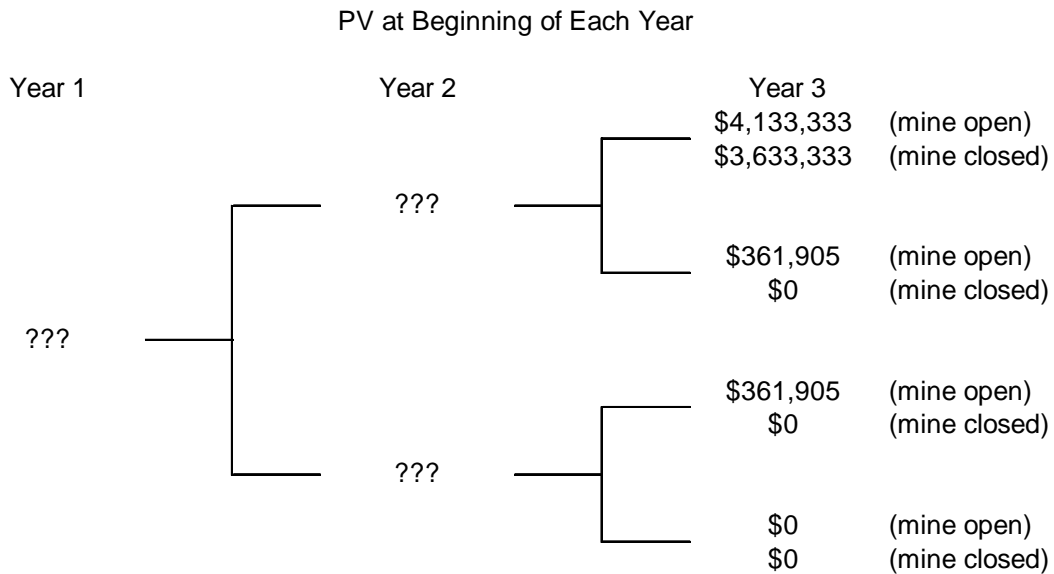 PV at Beginning of Each Year
Year 1 Year 2 Year 3
$4,133,333 (mine open)
$3,633,333 (mine closed)
???
$361,905 (mine open)
$0 (mine closed)
???
$361,905 (mine open)
$0 (mine closed)
???
$0 (mine open)
$0 (mine closed)